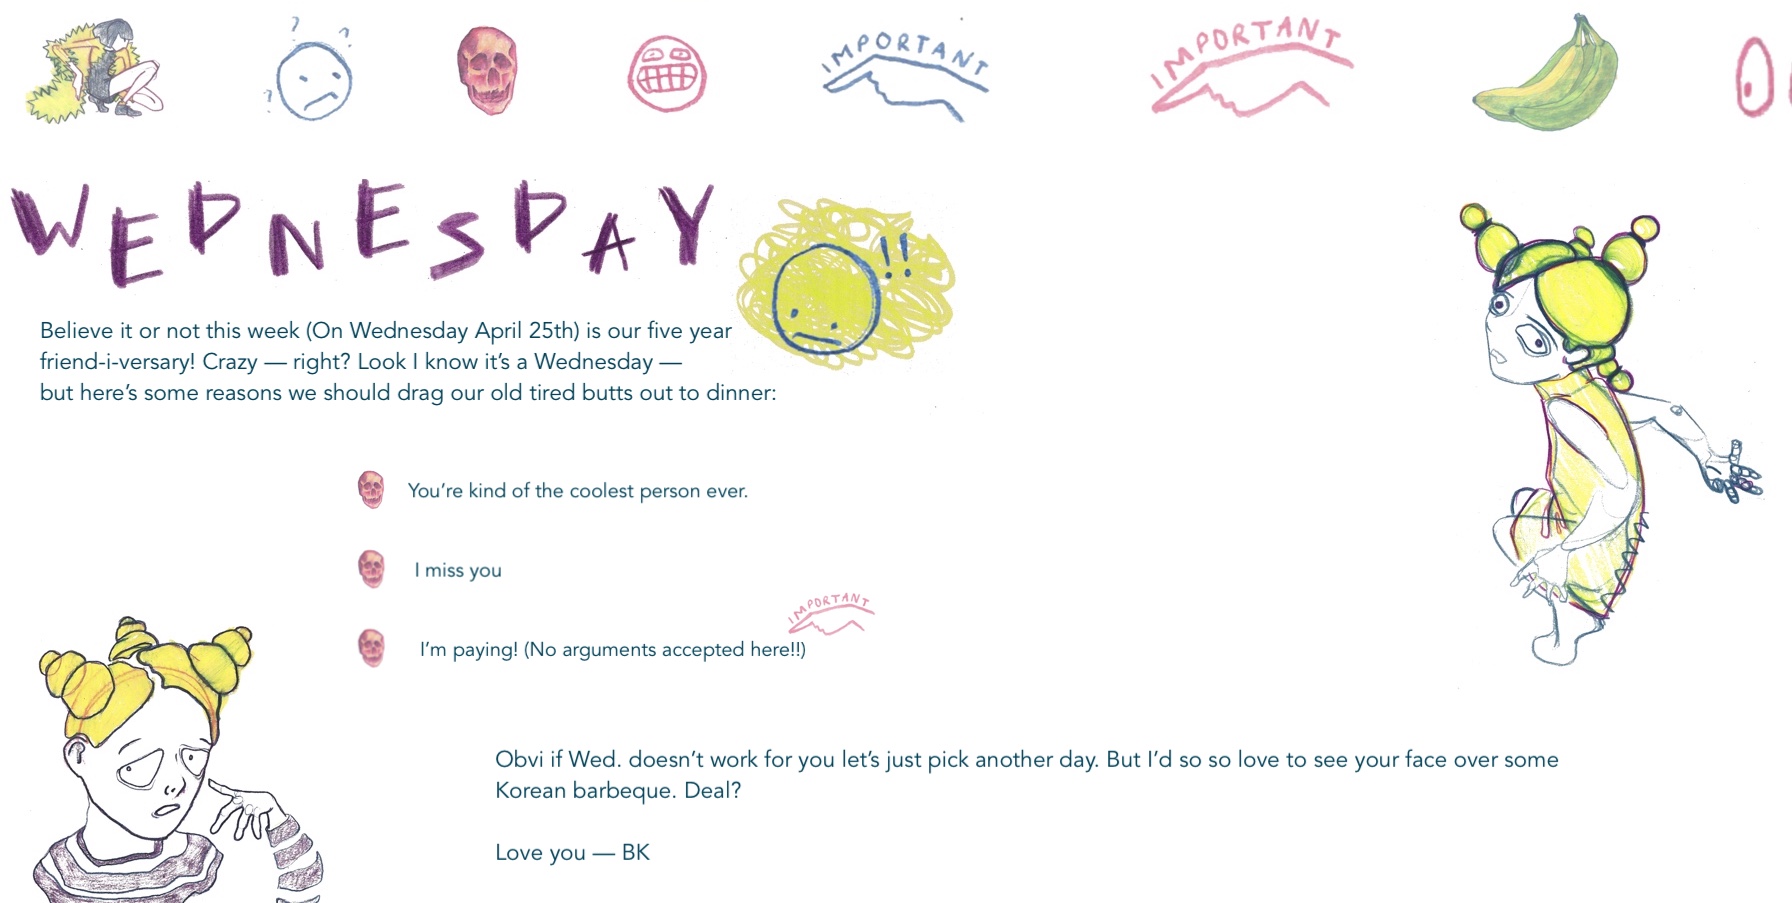 IMPORTANT
IMPORTANT
WEDNESDAY
!!
Believe it or not this week (On Wednesday April 25th) is our five year
friend-i-versary! Crazy — right? Look I know it’s a Wednesday —
but here’s some reasons we should drag our old tired butts out to dinner:
You’re kind of the coolest person ever.
I miss you
IMPORTANT
I’m paying! (No arguments accepted here!!)
Obvi if Wed. doesn’t work for you let’s just pick another day. But I’d so so love to see your face over some
Korean barbeque. Deal?
Love you — BK